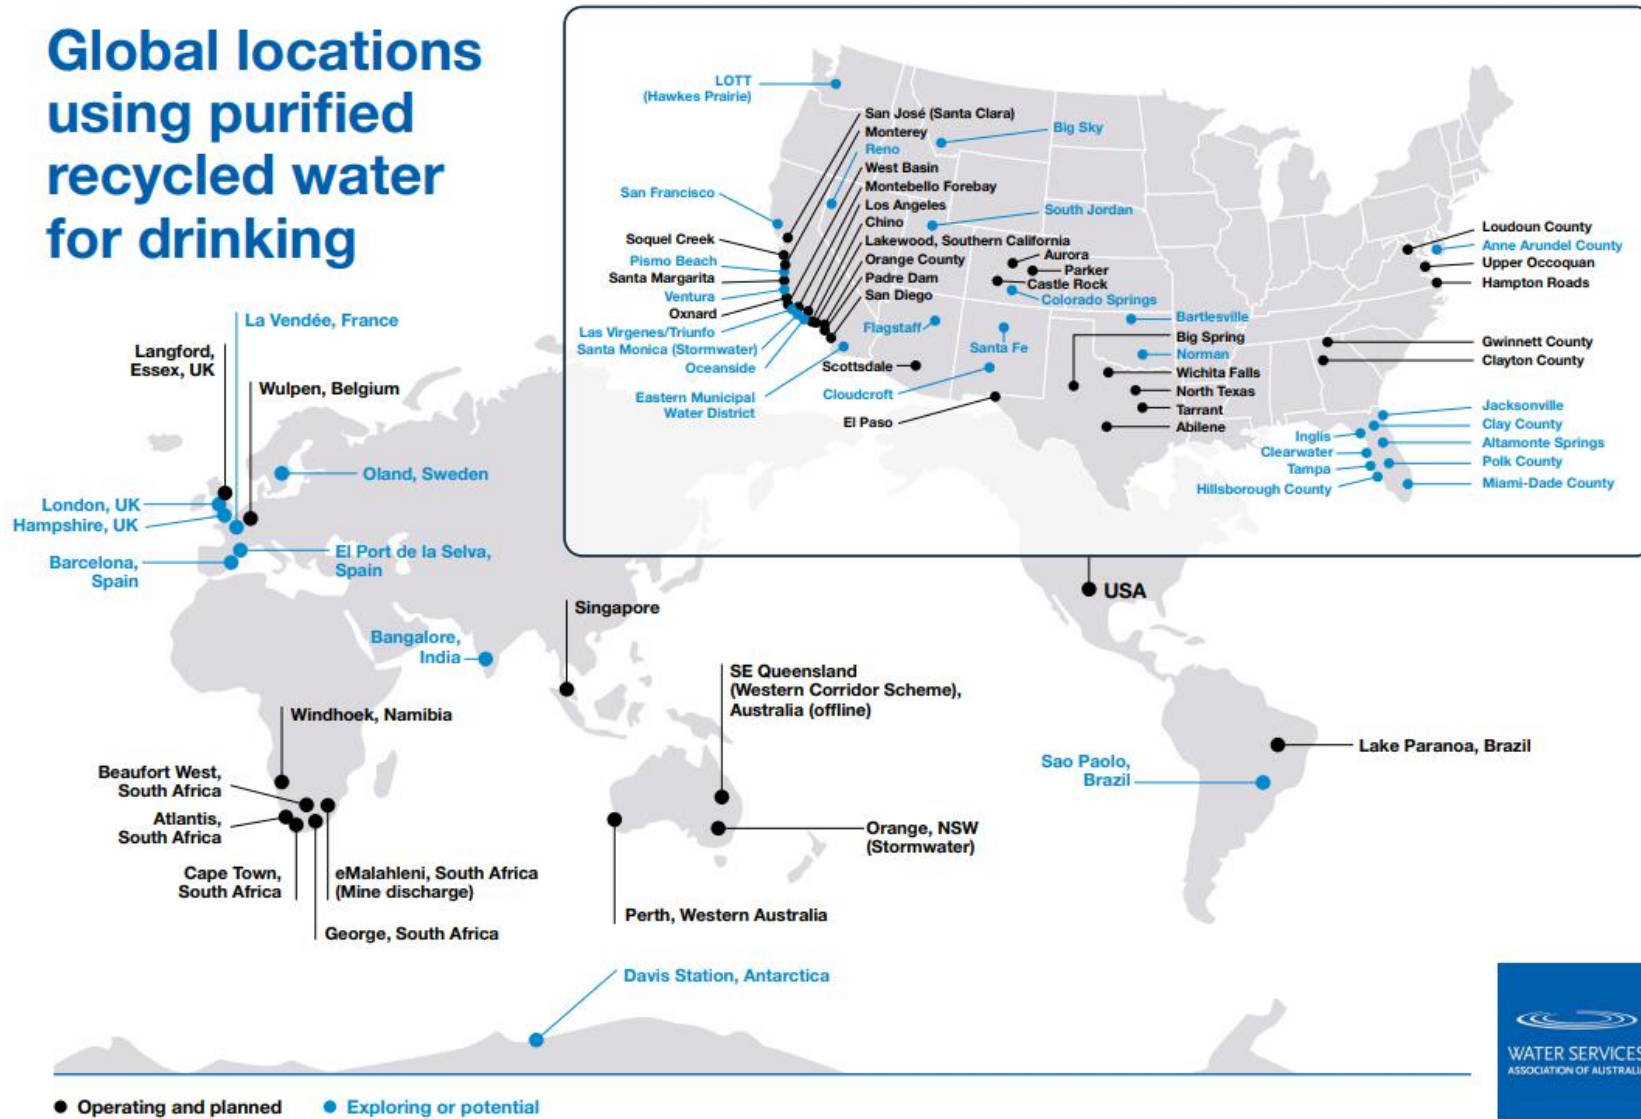 Global locations
using purified
recycled water
for drinking
LOTT
(Hawkes Prairie)
San José (Santa Clara)
Monterey
Reno
West Basin
Montebello Forebay
Los Angeles
Chino
Lakewood, Southern California
Orange County
Padre Dam
San Diego
Big Sky
San Francisco
South Jordan
Soquel Creek
Pismo Beach
Santa Margarita
Ventura
Oxnard
Las Virgenes/Triunfo
Santa Monica (Stormwater)
Oceanside
Eastern Municipal
Water District
Aurora
Parker
Castle Rock
Colorado Springs
Flagstaff
Santa Fe
Scottsdale
Cloudcroft
El Paso
Bartlesville
Big Spring
Norman
Wichita Falls
North Texas
Tarrant
Abilene
Loudoun County
Anne Arundel County
Upper Occoquan
Hampton Roads
Gwinnett County
Clayton County
Jacksonville
Clay County
Altamonte Springs
Polk County
Miami-Dade County
Inglis
Clearwater
Tampa
Hillsborough County
La Vendée, France
Langford,
Essex, UK
Wulpen, Belgium
Oland, Sweden
London, UK
Hampshire, UK
El Port de la Selva,
Spain
Barcelona,
Spain
USA
Singapore
Bangalore,
India
SE Queensland
(Western Corridor Scheme),
Australia (offline)
Windhoek, Namibia
Lake Paranoa, Brazil
Sao Paolo,
Brazil
Beaufort West,
South Africa
Atlantis,
South Africa
Orange, NSW
(Stormwater)
Cape Town,
South Africa
eMalahleni, South Africa
(Mine discharge)
Perth, Western Australia
George, South Africa
Davis Station, Antarctica
WATER SERVICES
ASSOCIATION OF AUSTRALIA
Operating and planned
Exploring or potential